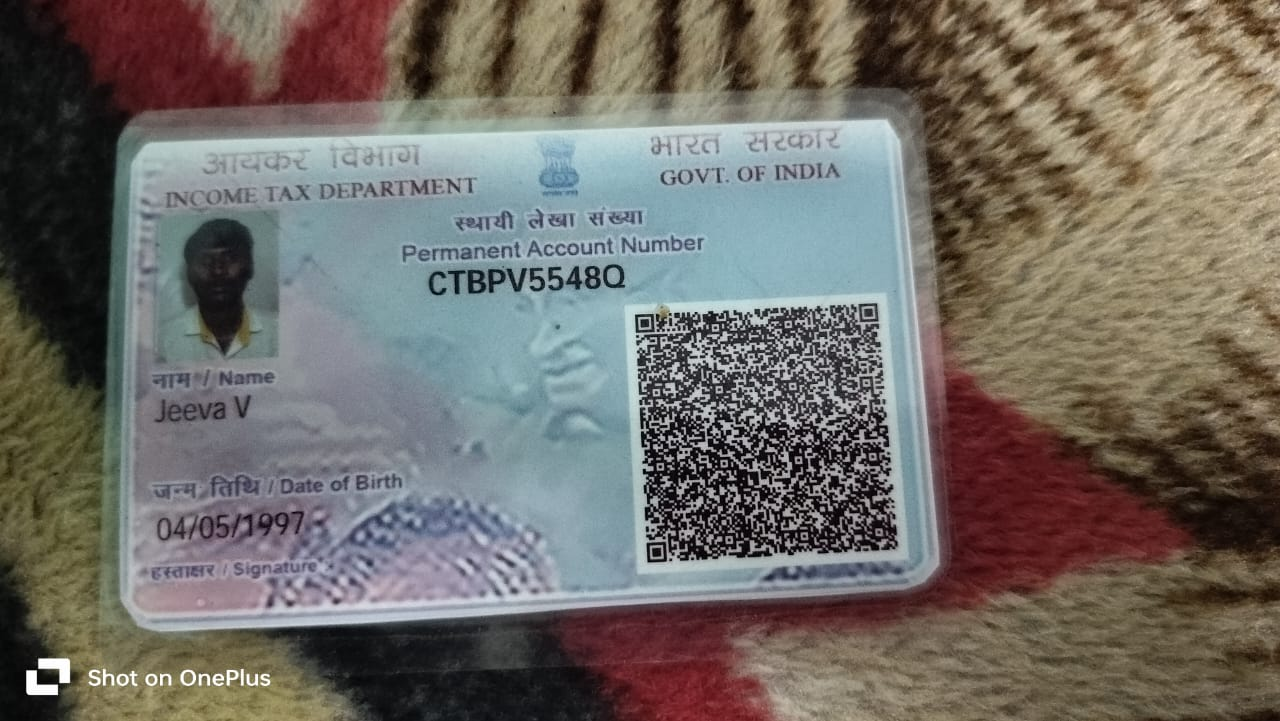 आयकर विभाग
INCOME TAX DEPARTMENT
भारत सरकार
GOVT. OF INDIA
स्थायी लेखा संख्या
Permanent Account Number
CTBPV5548Q
नाम / Name
Jeeva V
जन्म तिथि / Date of Birth
04/05/1997
हस्ताक्षर / Signature
Shot on OnePlus